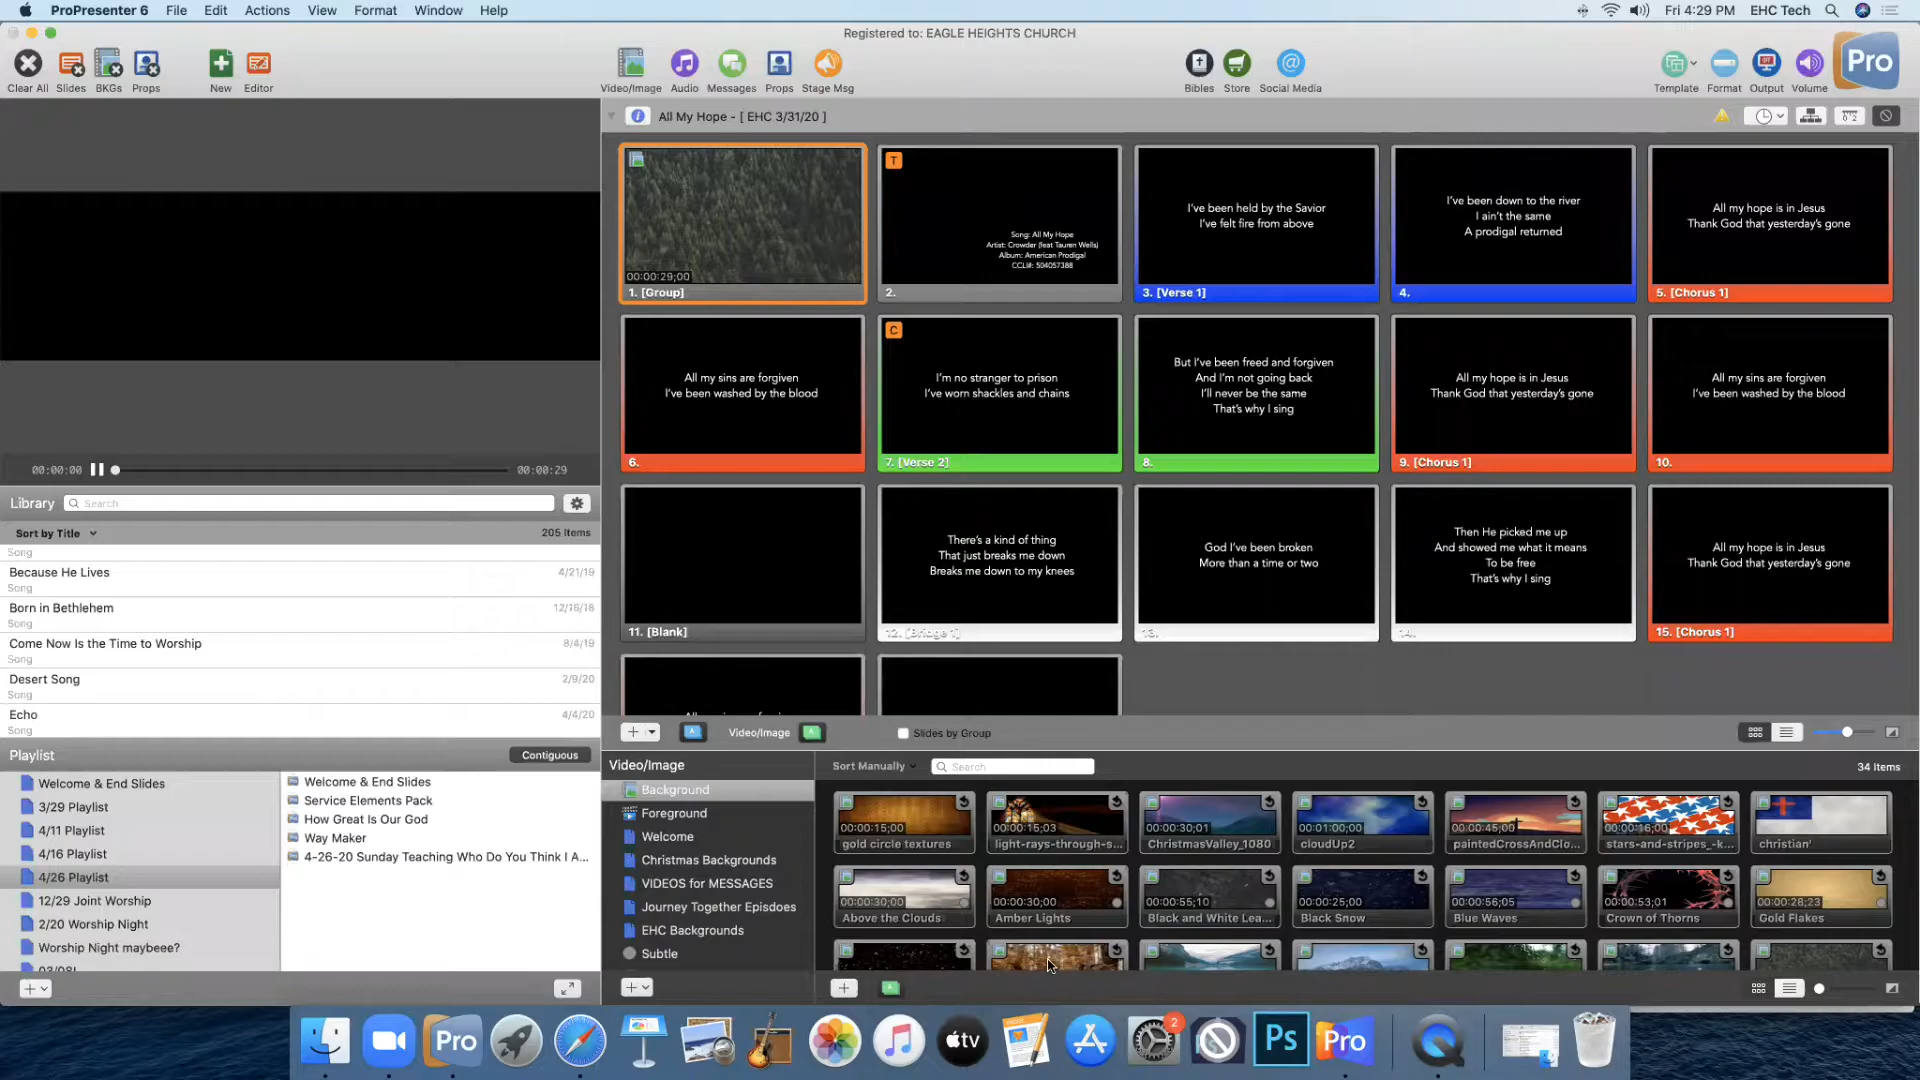 ProPresenter 6 File Edit Actions View Format Window Help
Fri 4:29 PM EHC Tech
Registered to: EAGLE HEIGHTS CHURCH
Clear All Slides BKGs Props New Editor
Video/Image Audio Messages Props Stage Msg
Bibles Store Social Media
Template Format Output Volume
Pro
All My Hope - [ EHC 3/31/20 ]
00:00:29;00
1. [Group]
T
Song: All My Hope
Artist: Crowder (feat Tauren Wells)
Album: American Prodigal
CCLI#: 504057388
2.
I've been held by the Savior
I've felt fire from above
3. [Verse 1]
I've been down to the river
I ain't the same
A prodigal returned
4.
All my hope is in Jesus
Thank God that yesterday's gone
5. [Chorus 1]
All my sins are forgiven
I've been washed by the blood
6.
C
I'm no stranger to prison
I've worn shackles and chains
7. [Verse 2]
But I've been freed and forgiven
And I'm not going back
I'll never be the same
That's why I sing
8.
All my hope is in Jesus
Thank God that yesterday's gone
9. [Chorus 1]
All my sins are forgiven
I've been washed by the blood
10.
11. [Blank]
There's a kind of thing
That just breaks me down
Breaks me down to my knees
12. [Bridge 1]
God I've been broken
More than a time or two
13.
Then He picked me up
And showed me what it means
To be free
That's why I sing
14.
All my hope is in Jesus
Thank God that yesterday's gone
15. [Chorus 1]
00:00:00 00:00:29
Library Search
Sort by Title 205 Items
Song
Because He Lives 4/21/19
Song
Born in Bethlehem 12/16/18
Song
Come Now Is the Time to Worship 8/4/19
Song
Desert Song 2/9/20
Song
Echo 4/4/20
Song
Video/Image Slides by Group
Playlist Contiguous
Welcome & End Slides
3/29 Playlist
4/11 Playlist
4/16 Playlist
4/26 Playlist
12/29 Joint Worship
2/20 Worship Night
Worship Night maybeee?
Welcome & End Slides
Service Elements Pack
How Great Is Our God
Way Maker
4-26-20 Sunday Teaching Who Do You Think I A...
Video/Image
Background
Foreground
Welcome
Christmas Backgrounds
VIDEOS for MESSAGES
Journey Together Epsidoes
EHC Backgrounds
Subtle
Sort Manually Search 34 Items
00:00:15;00
gold circle textures
00:00:15;03
light-rays-through-s...
00:00:30;01
ChristmasValley_1080
00:01:00;00
cloudUp2
00:00:45;00
paintedCrossAndClo...
00:00:16;00
stars-and-stripes_-k...
christian'
00:00:30;00
Above the Clouds
00:00:30;00
Amber Lights
00:00:55;10
Black and White Lea...
00:00:25;00
Black Snow
00:00:56;05
Blue Waves
00:00:53;01
Crown of Thorns
00:00:28;23
Gold Flakes
Pro
tv
2
Ps
Pro